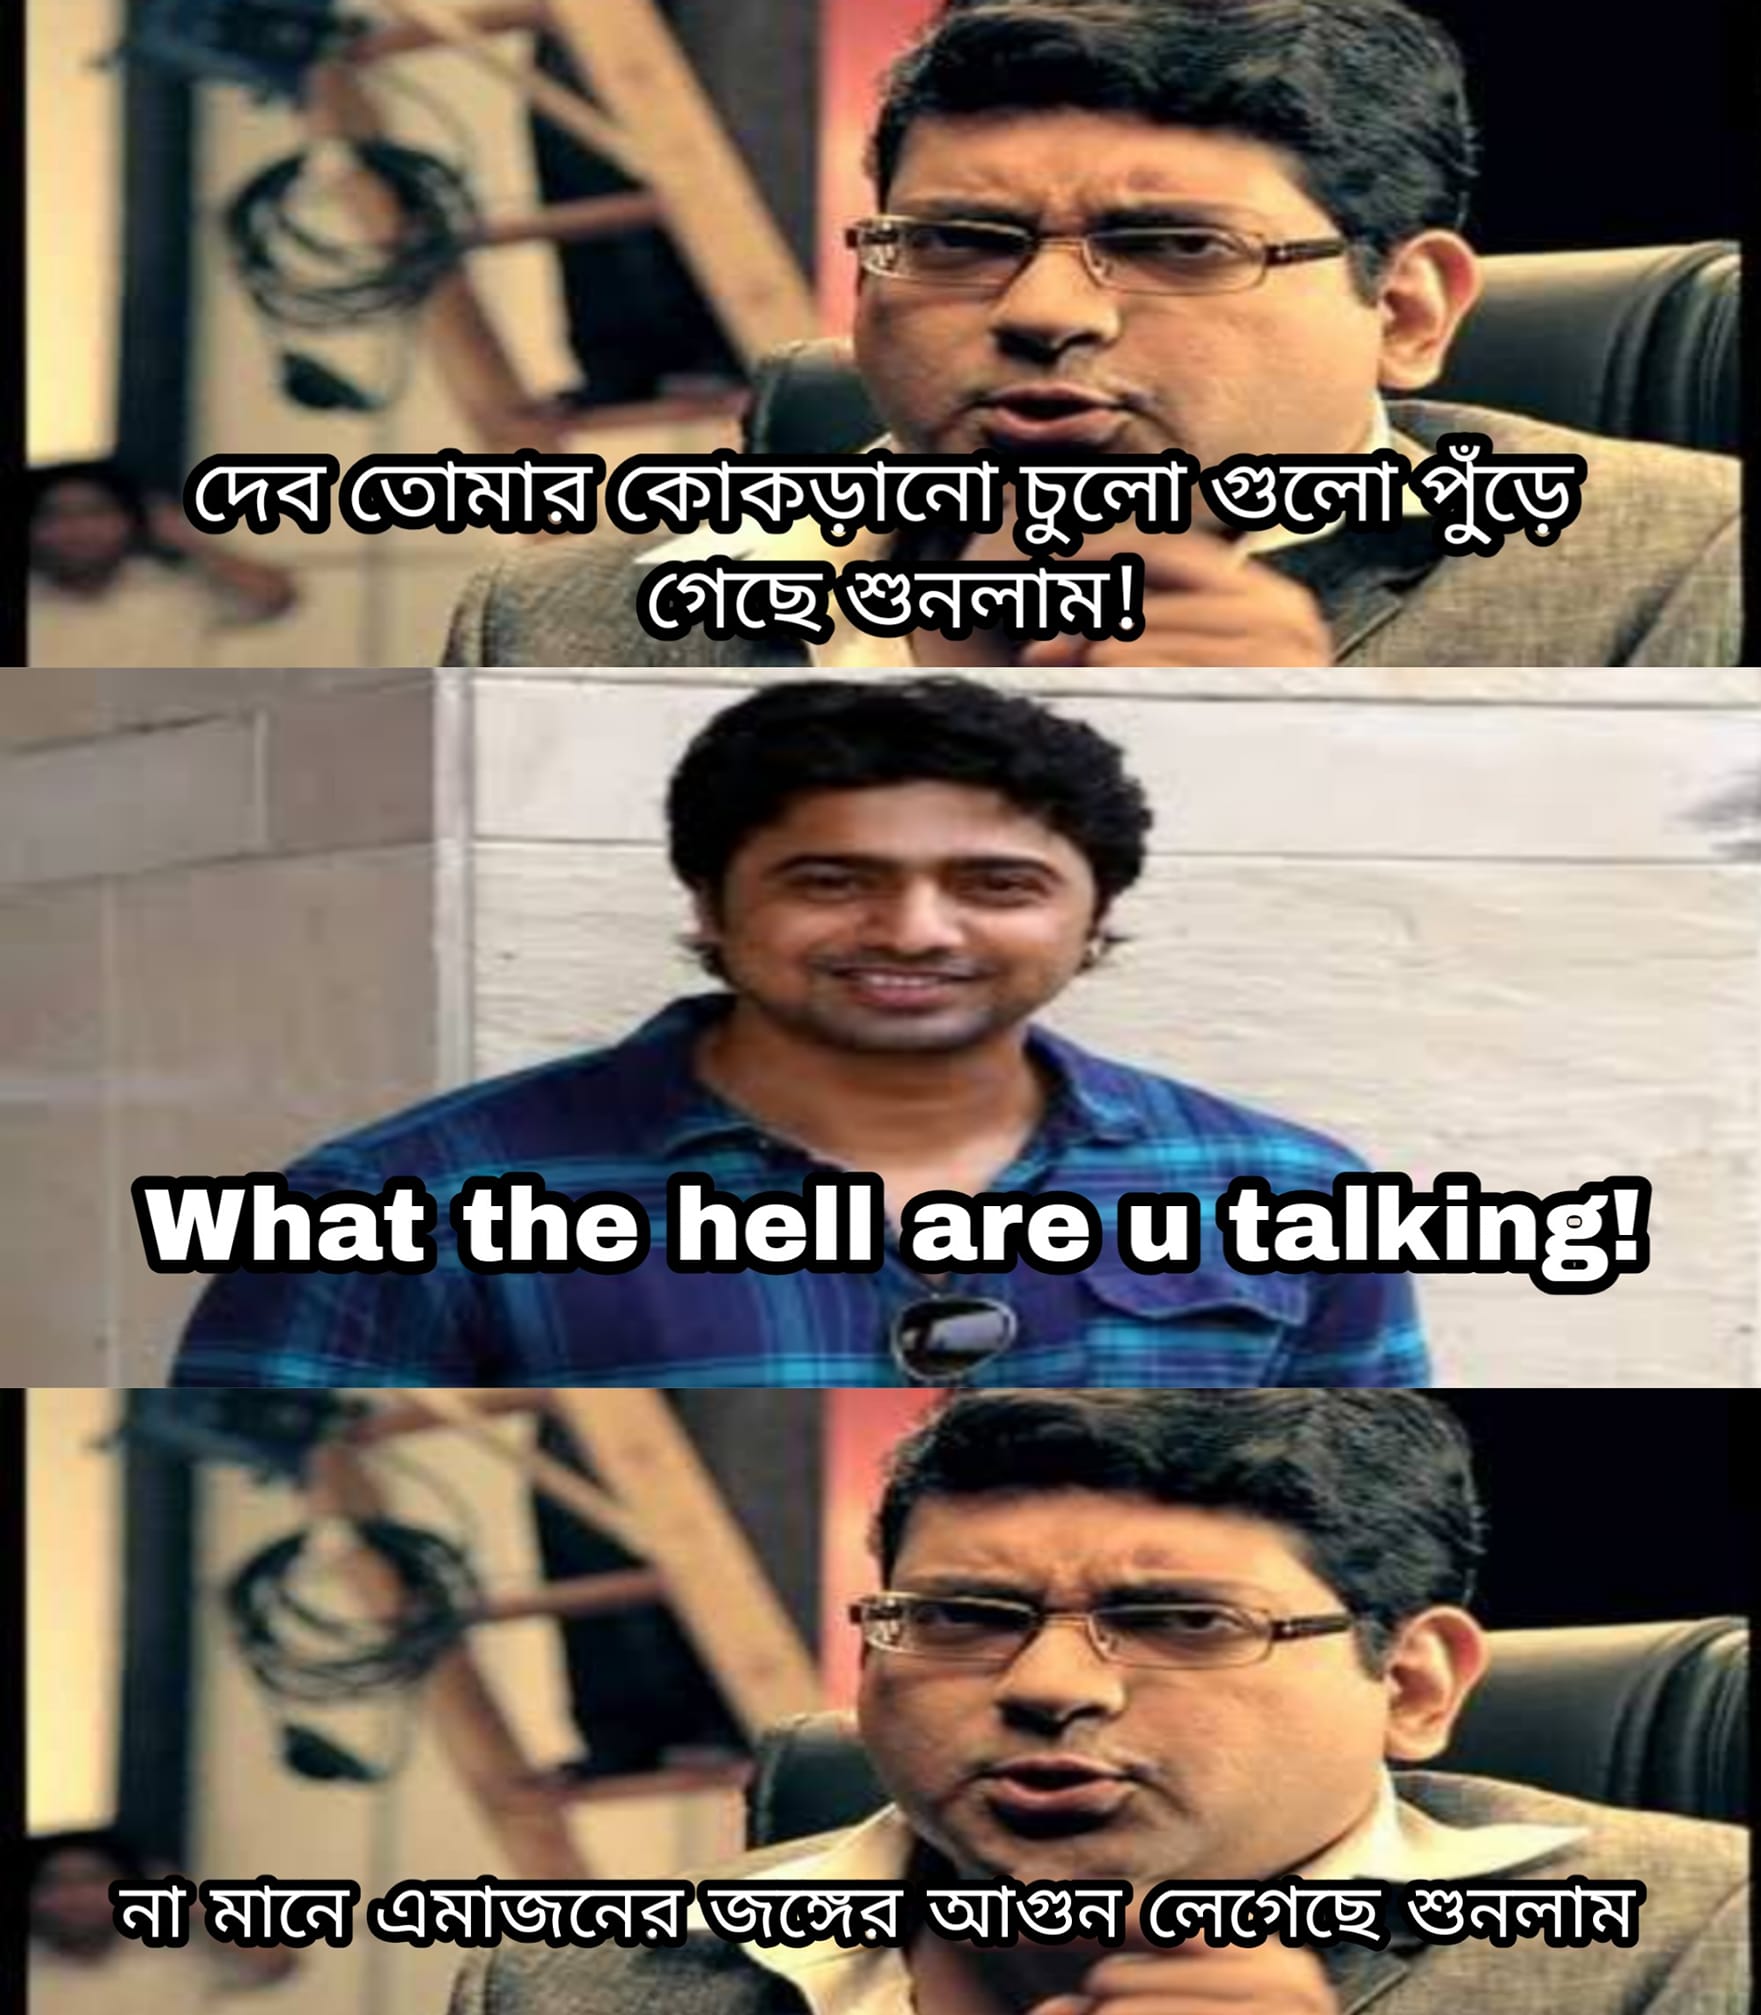 দেব তোমার কোকড়ানো চুলো গুলো পুঁড়ে
গেছে শুনলাম!
What the hell are u talking!
না মানে এমাজনের জঙ্গের আগুন লেগেছে শুনলাম